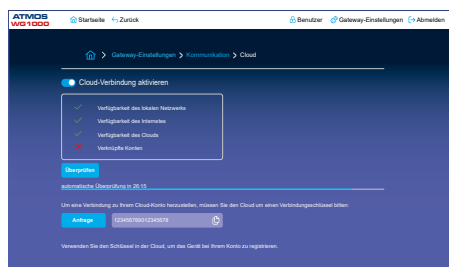 ATMOS
WG1000
Startseite Zurück Benutzer Gateway-Einstellungen Abmelden
> Gateway-Einstellungen > Kommunikation > Cloud
Cloud-Verbindung aktivieren
Verfügbarkeit des lokalen Netzwerks
Verfügbarkeit des Internetes
Verfügbarkeit des Clouds
Verknüpfte Konten
Überprüfen
automatische Überprüfung in 26:15
Um eine Verbindung zu Ihrem Cloud-Konto herzustellen, müssen Sie den Cloud um einen Verbindungsschlüssel bitten:
Anfrage 123456789012345678
Verwenden Sie den Schlüssel in der Cloud, um das Gerät bei Ihrem Konto zu registrieren.